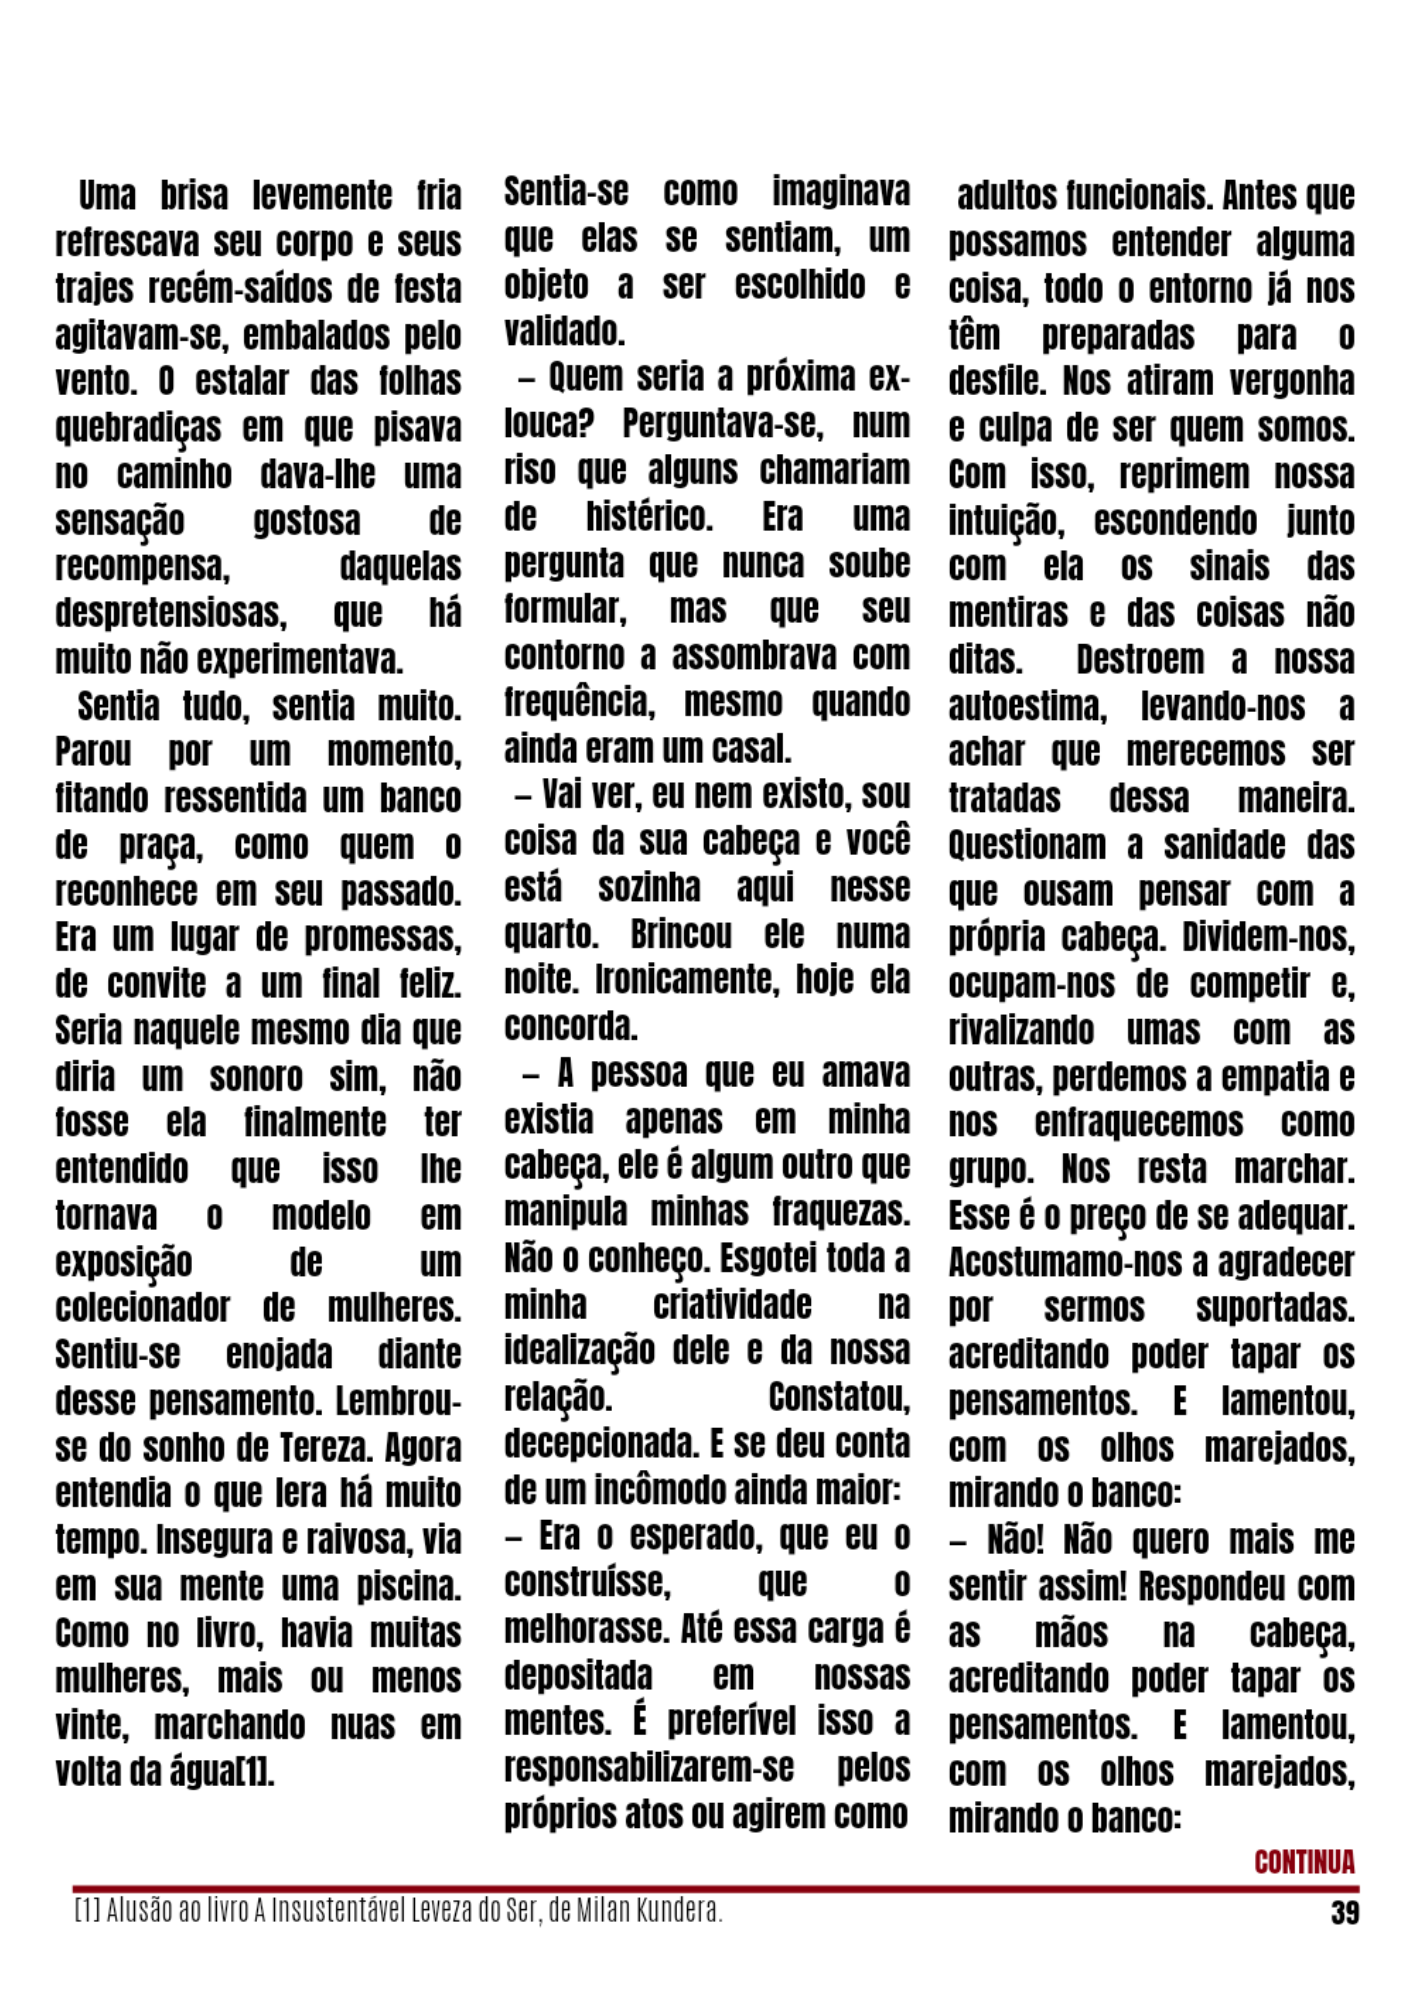 Uma brisa levemente fria
refrescava seu corpo e seus
trajes recém-saídos de festa
agitavam-se, embalados pelo
vento. O estalar das folhas
quebradiças em que pisava
no caminho dava-lhe uma
sensação gostosa de
recompensa, daquelas
despretensiosas, que há
muito não experimentava.
Sentia tudo, sentia muito.
Parou por um momento,
fitando ressentida um banco
de praça, como quem o
reconhece em seu passado.
Era um lugar de promessas,
de convite a um final feliz.
Seria naquele mesmo dia que
diria um sonoro sim, não
fosse ela finalmente ter
entendido que isso lhe
tornava o modelo em
exposição de um
colecionador de mulheres.
Sentiu-se enojada diante
desse pensamento. Lembrou-
se do sonho de Tereza. Agora
entendia o que lera há muito
tempo. Insegura e raivosa, via
em sua mente uma piscina.
Como no livro, havia muitas
mulheres, mais ou menos
vinte, marchando nuas em
volta da água[1].
Sentia-se como imaginava
que elas se sentiam, um
objeto a ser escolhido e
validado.
– Quem seria a próxima ex-
louca? Perguntava-se, num
riso que alguns chamariam
de histérico. Era uma
pergunta que nunca soube
formular, mas que seu
contorno a assombrava com
frequência, mesmo quando
ainda eram um casal.
– Vai ver, eu nem existo, sou
coisa da sua cabeça e você
está sozinha aqui nesse
quarto. Brincou ele numa
noite. Ironicamente, hoje ela
concorda.
– A pessoa que eu amava
existia apenas em minha
cabeça, ele é algum outro que
manipula minhas fraquezas.
Não o conheço. Esgotei toda a
minha criatividade na
idealização dele e da nossa
relação. Constatou,
decepcionada. E se deu conta
de um incômodo ainda maior:
– Era o esperado, que eu o
construísse, que o
melhorasse. Até essa carga é
depositada em nossas
mentes. É preferível isso a
responsabilizarem-se pelos
próprios atos ou agirem como
adultos funcionais. Antes que
possamos entender alguma
coisa, todo o entorno já nos
têm preparadas para o
desfile. Nos atiram vergonha
e culpa de ser quem somos.
Com isso, reprimem nossa
intuição, escondendo junto
com ela os sinais das
mentiras e das coisas não
ditas. Destroem a nossa
autoestima, levando-nos a
achar que merecemos ser
tratadas dessa maneira.
Questionam a sanidade das
que ousam pensar com a
própria cabeça. Dividem-nos,
ocupam-nos de competir e,
rivalizando umas com as
outras, perdemos a empatia e
nos enfraquecemos como
grupo. Nos resta marchar.
Esse é o preço de se adequar.
Acostumamo-nos a agradecer
por sermos suportadas.
acreditando poder tapar os
pensamentos. E lamentou,
com os olhos marejados,
mirando o banco:
– Não! Não quero mais me
sentir assim! Respondeu com
as mãos na cabeça,
acreditando poder tapar os
pensamentos. E lamentou,
com os olhos marejados,
mirando o banco:
CONTINUA
[1] Alusão ao livro A Insustentável Leveza do Ser, de Milan Kundera.
39